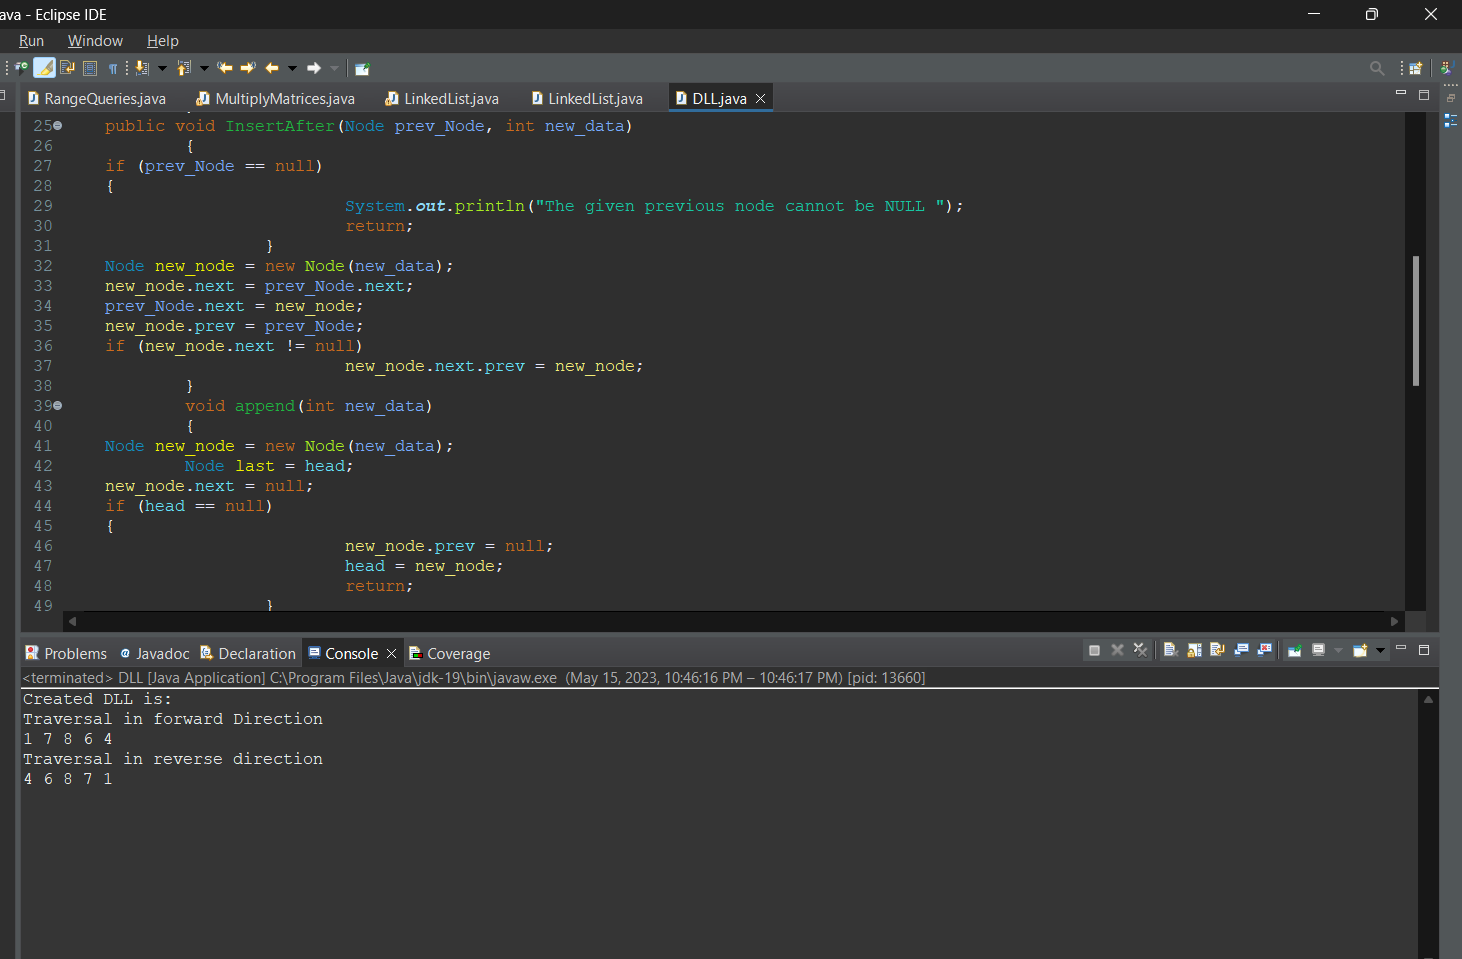 ava - Eclipse IDE
Run Window Help
RangeQueries.java MultiplyMatrices.java LinkedList.java LinkedList.java DLL.java
25 public void InsertAfter(Node prev_Node, int new_data)
26 {
27 if (prev_Node == null)
28 {
29 System.out.println("The given previous node cannot be NULL ");
30 return;
31 }
32 Node new_node = new Node(new_data);
33 new_node.next = prev_Node.next;
34 prev_Node.next = new_node;
35 new_node.prev = prev_Node;
36 if (new_node.next != null)
37 new_node.next.prev = new_node;
38 }
39 void append(int new_data)
40 {
41 Node new_node = new Node(new_data);
42 Node last = head;
43 new_node.next = null;
44 if (head == null)
45 {
46 new_node.prev = null;
47 head = new_node;
48 return;
49 }
Problems Javadoc Declaration Console Coverage
<terminated> DLL [Java Application] C:\Program Files\Java\jdk-19\bin\javaw.exe (May 15, 2023, 10:46:16 PM – 10:46:17 PM) [pid: 13660]
Created DLL is:
Traversal in forward Direction
1 7 8 6 4
Traversal in reverse direction
4 6 8 7 1